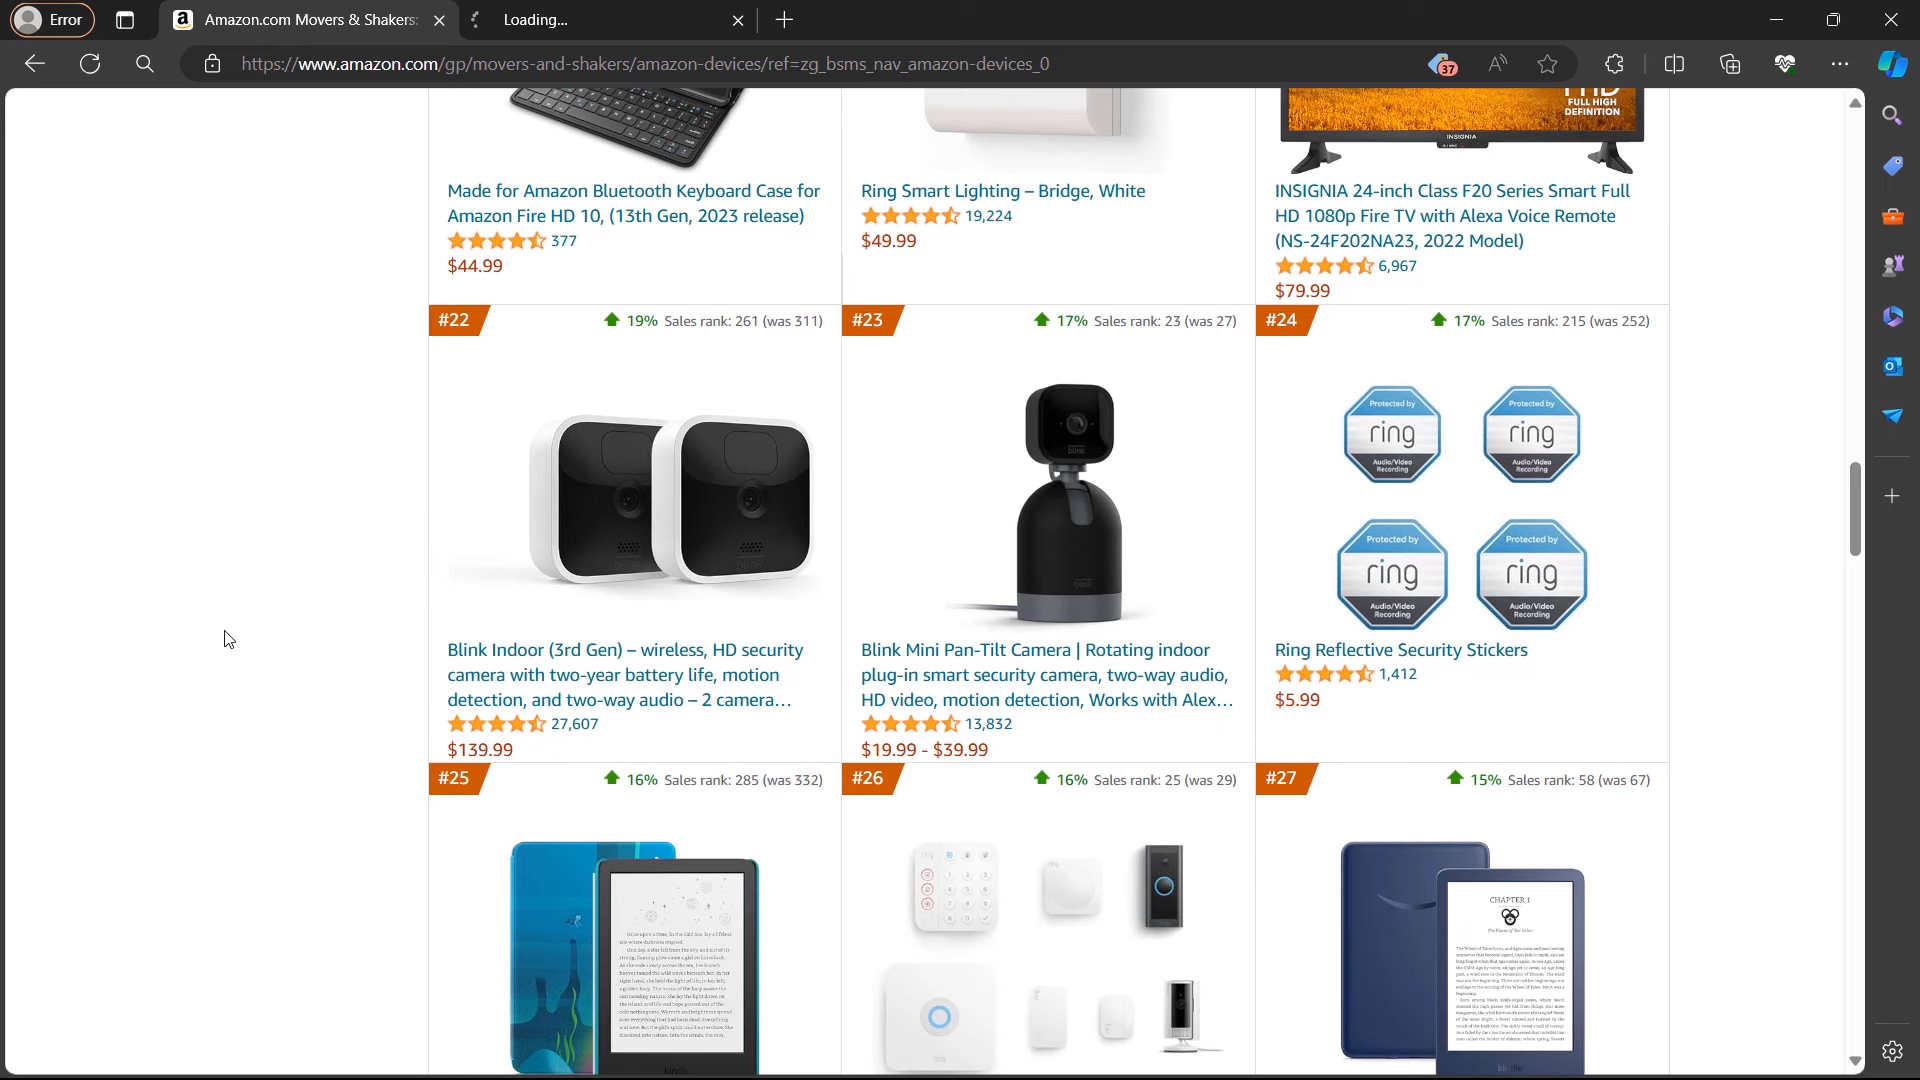 Error
Amazon.com Movers & Shakers:
Loading...
https://www.amazon.com/gp/movers-and-shakers/amazon-devices/ref=zg_bsms_nav_amazon-devices_0
37
FULL HIGH
DEFINITION
INSIGNIA
Made for Amazon Bluetooth Keyboard Case for
Amazon Fire HD 10, (13th Gen, 2023 release)
377
$44.99
Ring Smart Lighting – Bridge, White
19,224
$49.99
INSIGNIA 24-inch Class F20 Series Smart Full
HD 1080p Fire TV with Alexa Voice Remote
(NS-24F202NA23, 2022 Model)
6,967
$79.99
#22
19% Sales rank: 261 (was 311)
#23
17% Sales rank: 23 (was 27)
#24
17% Sales rank: 215 (was 252)
blink
blink
blink
blink
Protected by
ring
Audio/Video
Recording
Protected by
ring
Audio/Video
Recording
Protected by
ring
Audio/Video
Recording
Protected by
ring
Audio/Video
Recording
Blink Indoor (3rd Gen) – wireless, HD security
camera with two-year battery life, motion
detection, and two-way audio – 2 camera…
27,607
$139.99
Blink Mini Pan-Tilt Camera | Rotating indoor
plug-in smart security camera, two-way audio,
HD video, motion detection, Works with Alex…
13,832
$19.99 - $39.99
Ring Reflective Security Stickers
1,412
$5.99
#25
16% Sales rank: 285 (was 332)
#26
16% Sales rank: 25 (was 29)
#27
15% Sales rank: 58 (was 67)
kindle
ring
CHAPTER 1
kindle